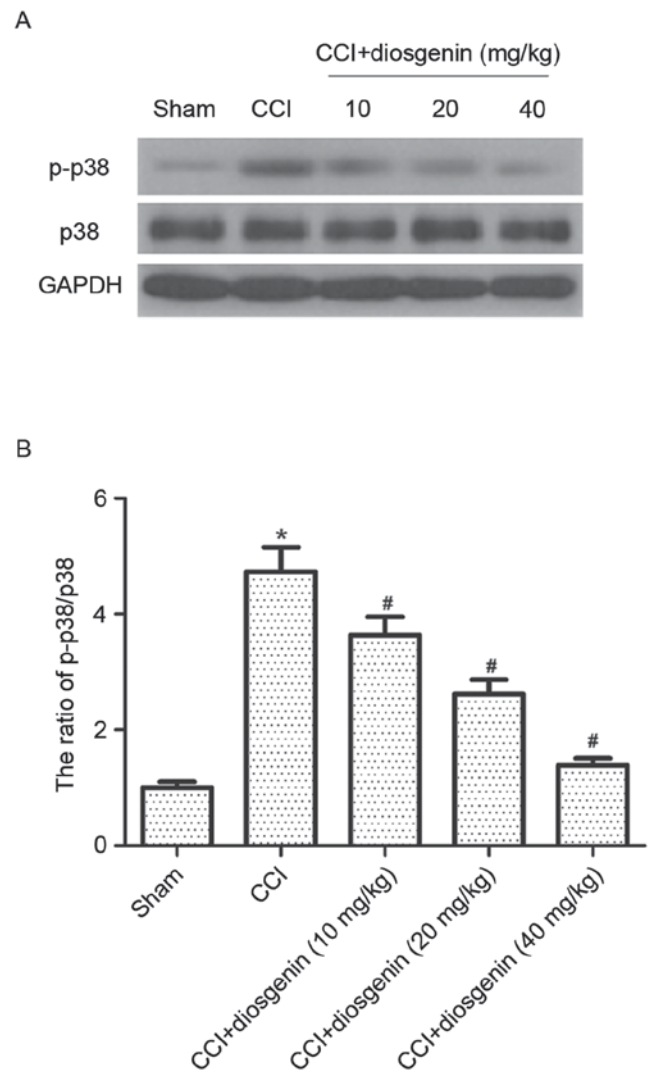 A
CCI+diosgenin (mg/kg)
Sham CCI 10 20 40
p-p38
p38
GAPDH
B
The ratio of p-p38/p38
6
4
2
0
*
#
#
#
Sham
CCI
CCI+diosgenin (10 mg/kg)
CCI+diosgenin (20 mg/kg)
CCI+diosgenin (40 mg/kg)